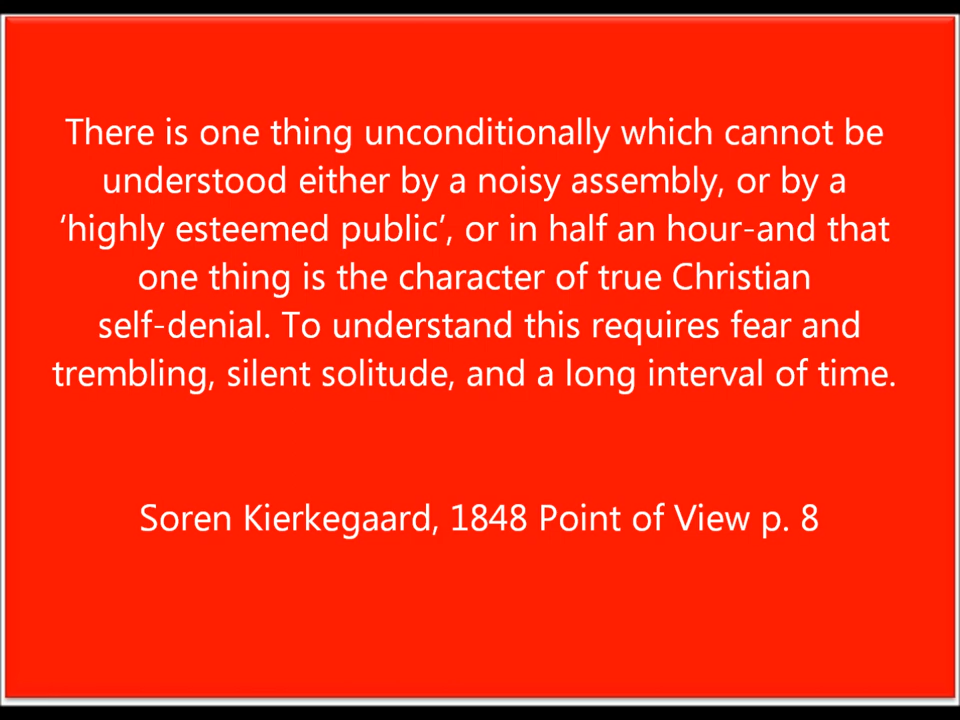 There is one thing unconditionally which cannot be
understood either by a noisy assembly, or by a
‘highly esteemed public’, or in half an hour-and that
one thing is the character of true Christian
self-denial. To understand this requires fear and
trembling, silent solitude, and a long interval of time.
Soren Kierkegaard, 1848 Point of View p. 8